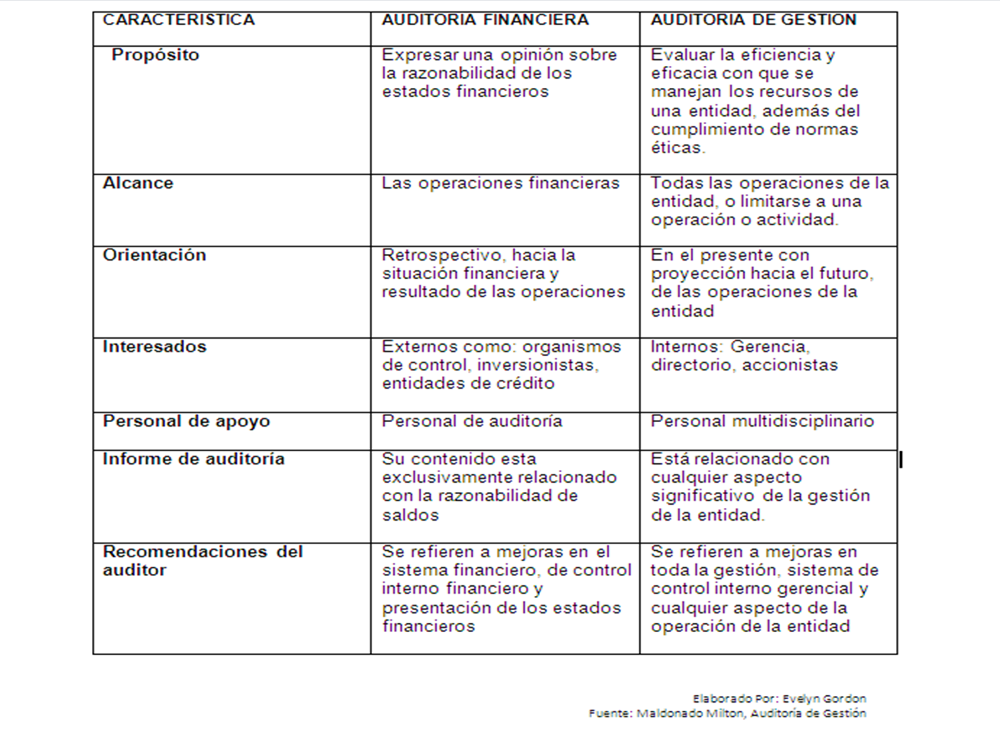 CARACTERISTICA
AUDITORIA FINANCIERA
AUDITORIA DE GESTION
Propósito
Expresar una opinión sobre
la razonabilidad de los
estados financieros
Evaluar la eficiencia y
eficacia con que se
manejan los recursos de
una entidad, además del
cumplimiento de normas
éticas.
Alcance
Las operaciones financieras
Todas las operaciones de la
entidad, o limitarse a una
operación o actividad.
Orientación
Retrospectivo, hacia la
situación financiera y
resultado de las operaciones
En el presente con
proyección hacia el futuro,
de las operaciones de la
entidad
Interesados
Externos como: organismos
de control, inversionistas,
entidades de crédito
Internos: Gerencia,
directorio, accionistas
Personal de apoyo
Personal de auditoría
Personal multidisciplinario
Informe de auditoría
Su contenido esta
exclusivamente relacionado
con la razonabilidad de
saldos
Está relacionado con
cualquier aspecto
significativo de la gestión
de la entidad.
Recomendaciones del
auditor
Se refieren a mejoras en el
sistema financiero, de control
interno financiero y
presentación de los estados
financieros
Se refieren a mejoras en
toda la gestión, sistema de
control interno gerencial y
cualquier aspecto de la
operación de la entidad
Elaborado Por: Evelyn Gordon
Fuente: Maldonado Milton, Auditoría de Gestión